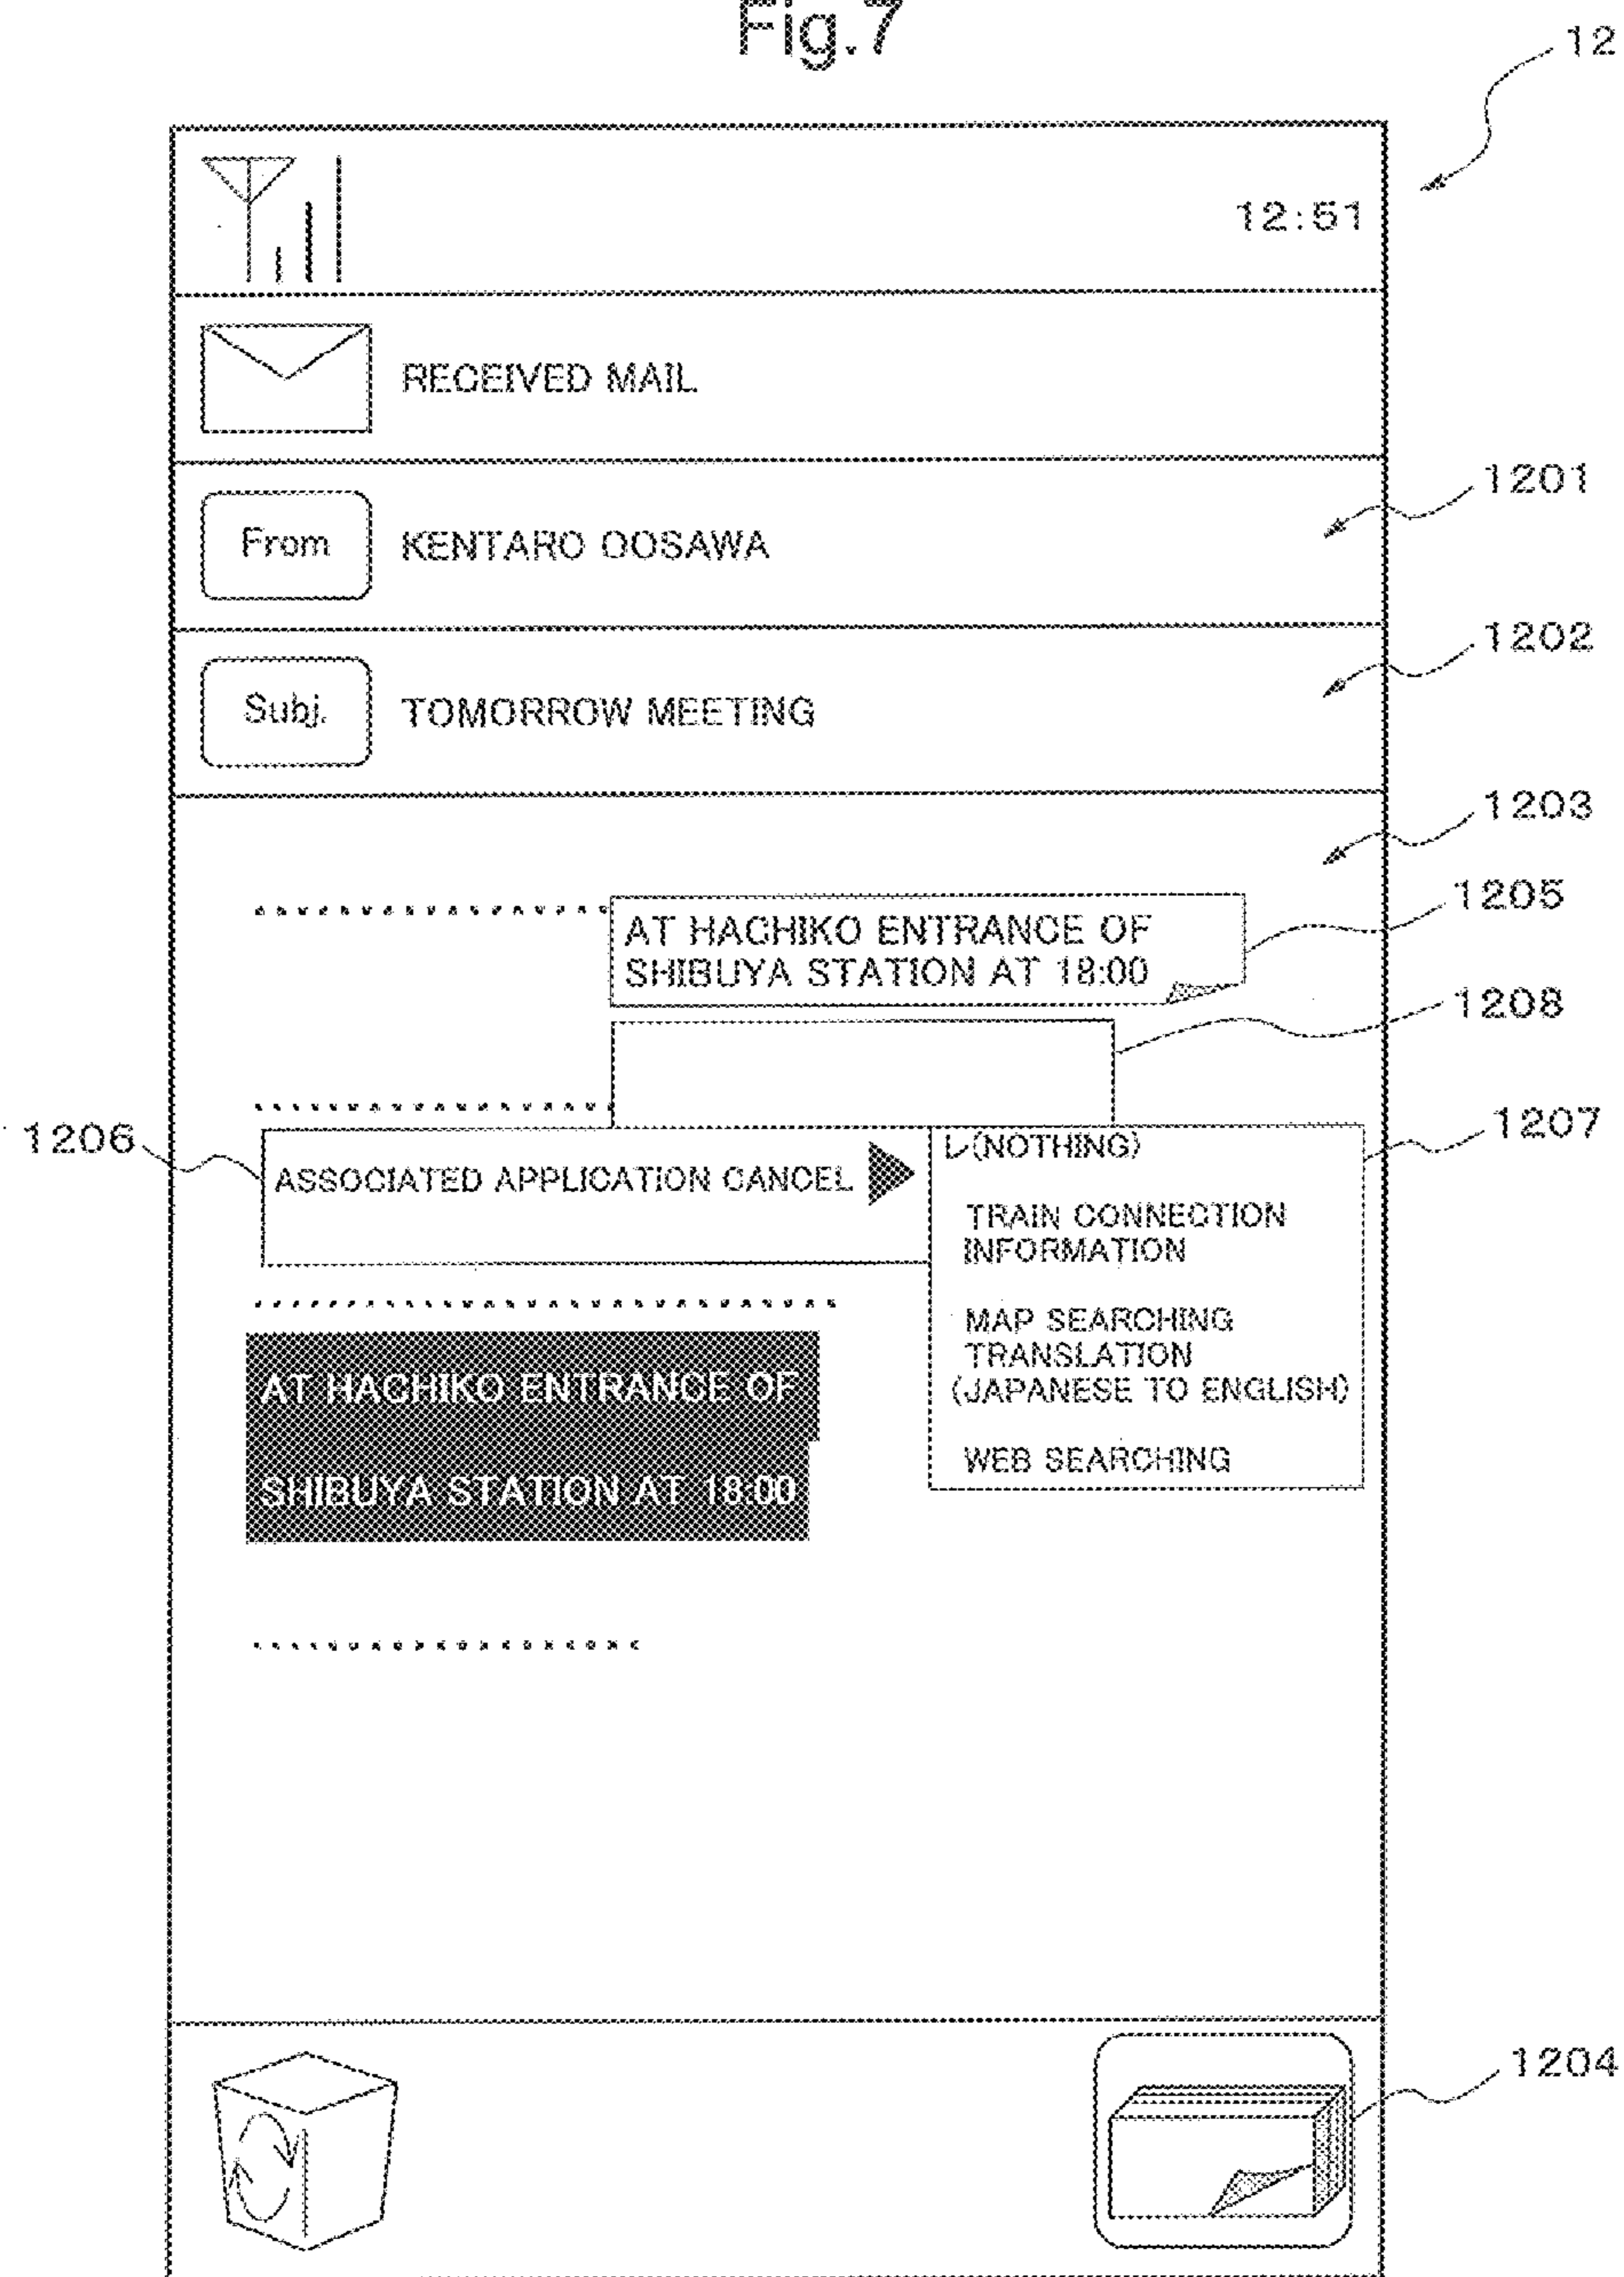 Fig.7
12
12:51
RECEIVED MAIL
1201
From KENTARO OOSAWA
1202
Subj. TOMORROW MEETING
1203
1205
AT HACHIKO ENTRANCE OF
SHIBUYA STATION AT 18:00
1208
1206
1207
ASSOCIATED APPLICATION CANCEL
(NOTHING)
TRAIN CONNECTION
INFORMATION
MAP SEARCHING
TRANSLATION
(JAPANESE TO ENGLISH)
WEB SEARCHING
AT HACHIKO ENTRANCE OF
SHIBUYA STATION AT 18:00
1204